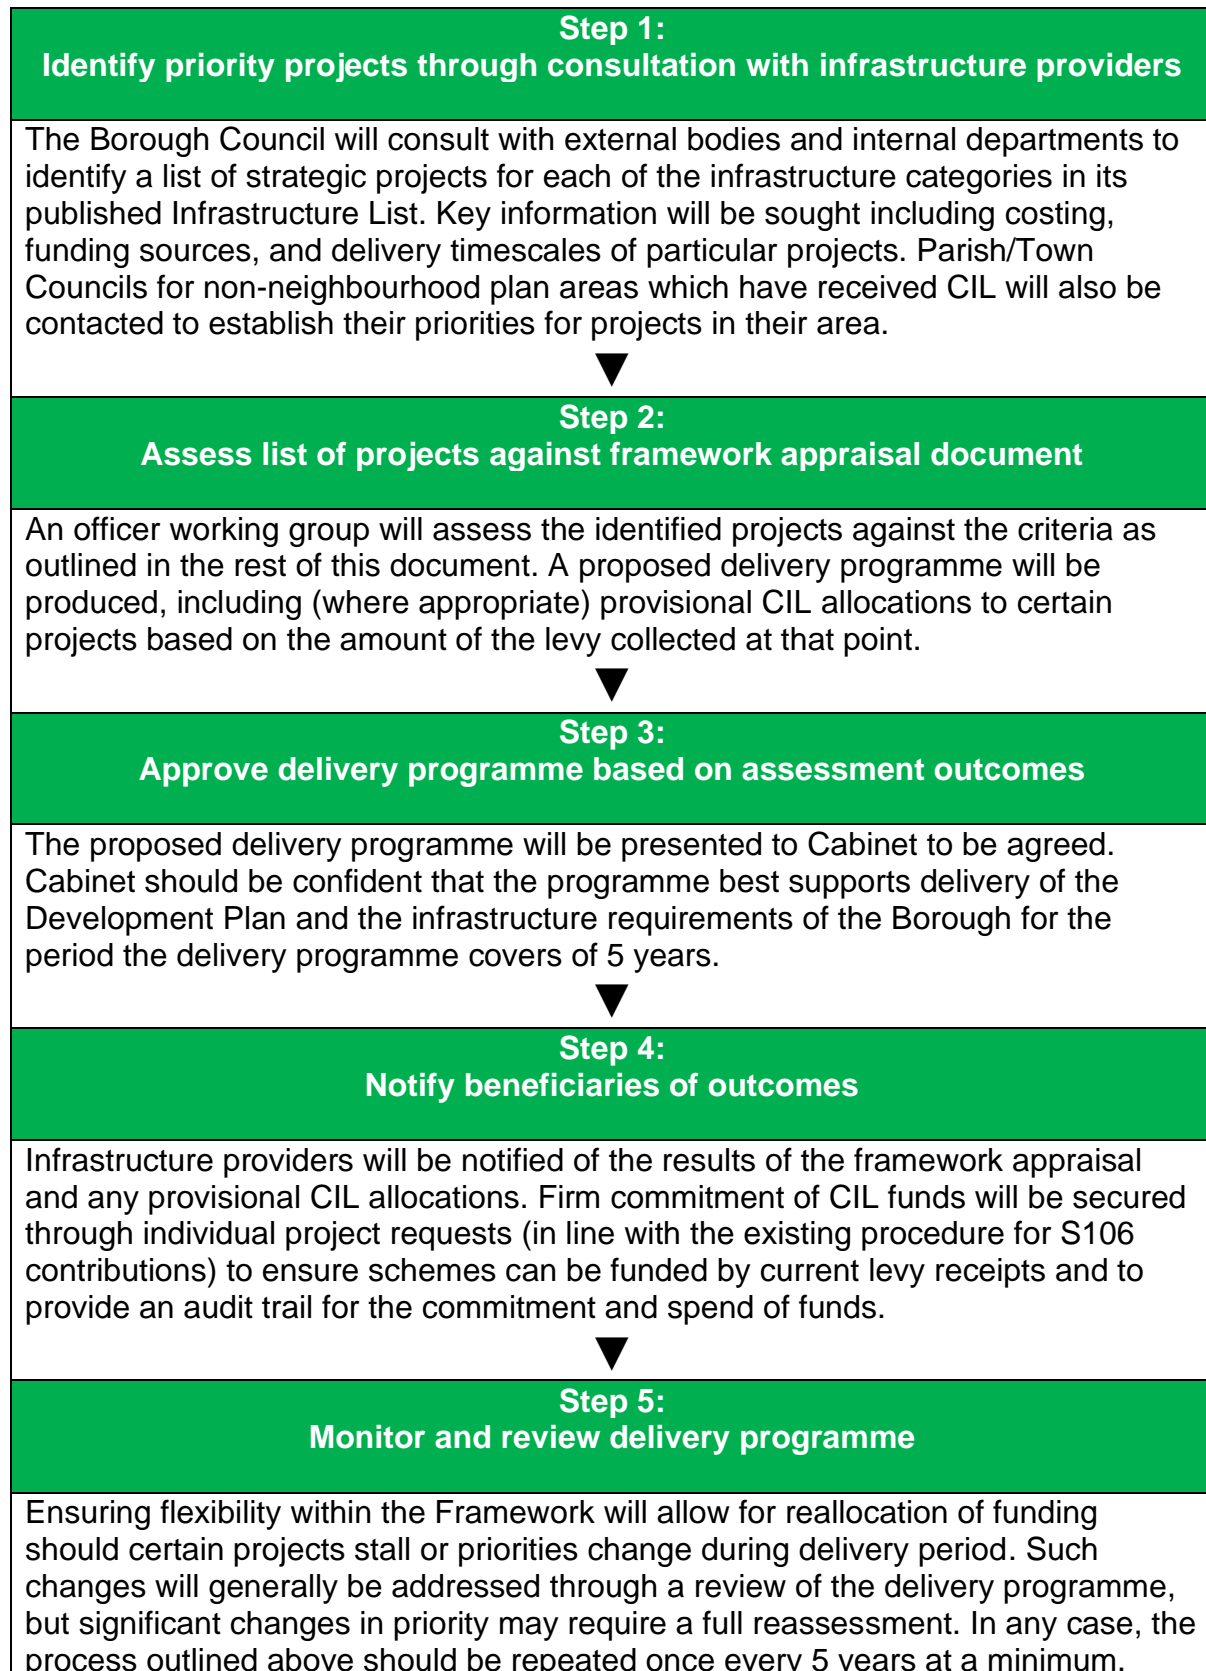 Step 1:
Identify priority projects through consultation with infrastructure providers
The Borough Council will consult with external bodies and internal departments to
identify a list of strategic projects for each of the infrastructure categories in its
published Infrastructure List. Key information will be sought including costing,
funding sources, and delivery timescales of particular projects. Parish/Town
Councils for non-neighbourhood plan areas which have received CIL will also be
contacted to establish their priorities for projects in their area.
Step 2:
Assess list of projects against framework appraisal document
An officer working group will assess the identified projects against the criteria as
outlined in the rest of this document. A proposed delivery programme will be
produced, including (where appropriate) provisional CIL allocations to certain
projects based on the amount of the levy collected at that point.
Step 3:
Approve delivery programme based on assessment outcomes
The proposed delivery programme will be presented to Cabinet to be agreed.
Cabinet should be confident that the programme best supports delivery of the
Development Plan and the infrastructure requirements of the Borough for the
period the delivery programme covers of 5 years.
Step 4:
Notify beneficiaries of outcomes
Infrastructure providers will be notified of the results of the framework appraisal
and any provisional CIL allocations. Firm commitment of CIL funds will be secured
through individual project requests (in line with the existing procedure for S106
contributions) to ensure schemes can be funded by current levy receipts and to
provide an audit trail for the commitment and spend of funds.
Step 5:
Monitor and review delivery programme
Ensuring flexibility within the Framework will allow for reallocation of funding
should certain projects stall or priorities change during delivery period. Such
changes will generally be addressed through a review of the delivery programme,
but significant changes in priority may require a full reassessment. In any case, the
process outlined above should be repeated once every 5 years at a minimum.